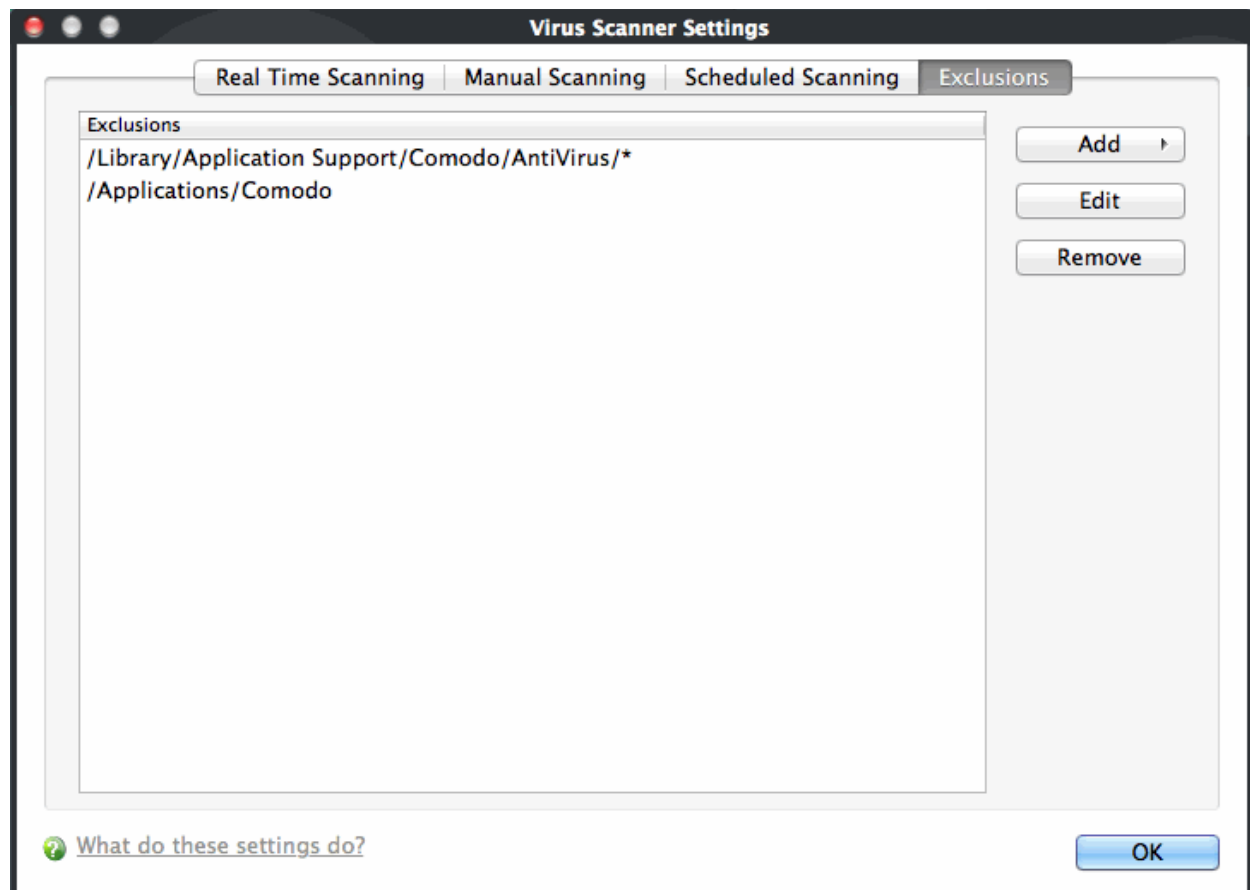 Virus Scanner Settings
Real Time Scanning Manual Scanning Scheduled Scanning Exclusions
Exclusions
/Library/Application Support/Comodo/AntiVirus/*
/Applications/Comodo
Add
Edit
Remove
What do these settings do?
OK